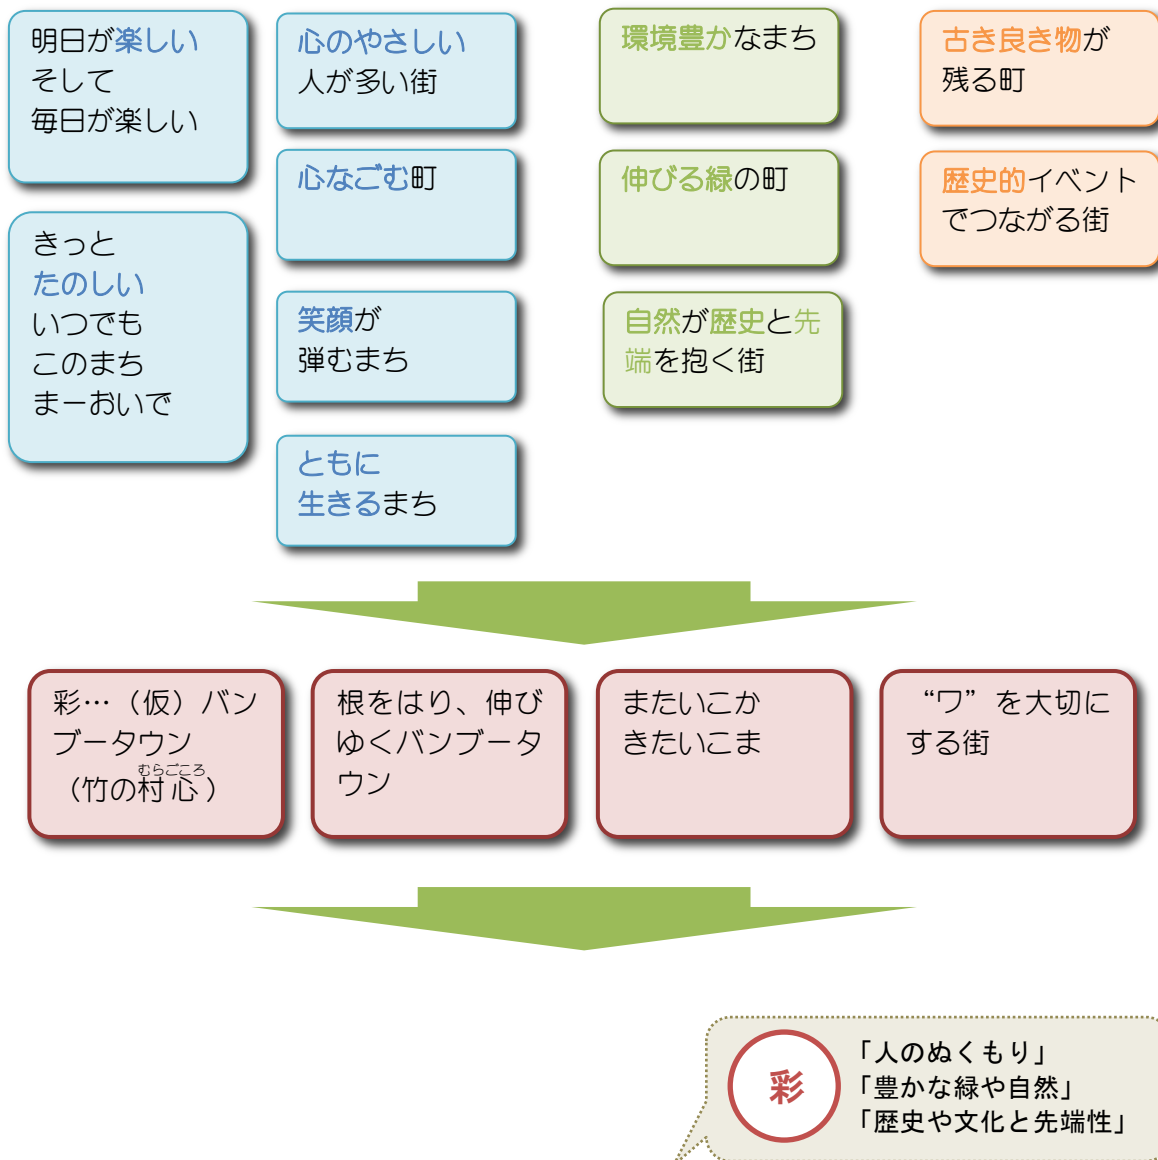 明日が楽しい
そして
毎日が楽しい
きっと
たのしい
いつでも
このまち
まーおいで
心のやさしい
人が多い街
心なごむ町
笑顔が
弾むまち
ともに
生きるまち
環境豊かなまち
伸びる緑の町
自然が歴史と先
端を抱く街
古き良き物が
残る町
歴史的イベント
でつながる街
彩…（仮）バン
ブータウン
むらごころ
（竹の村心）
根をはり、伸び
ゆくバンブータ
ウン
またいこか
きたいこま
“ワ”を大切に
する街
彩
「人のぬくもり」
「豊かな緑や自然」
「歴史や文化と先端性」